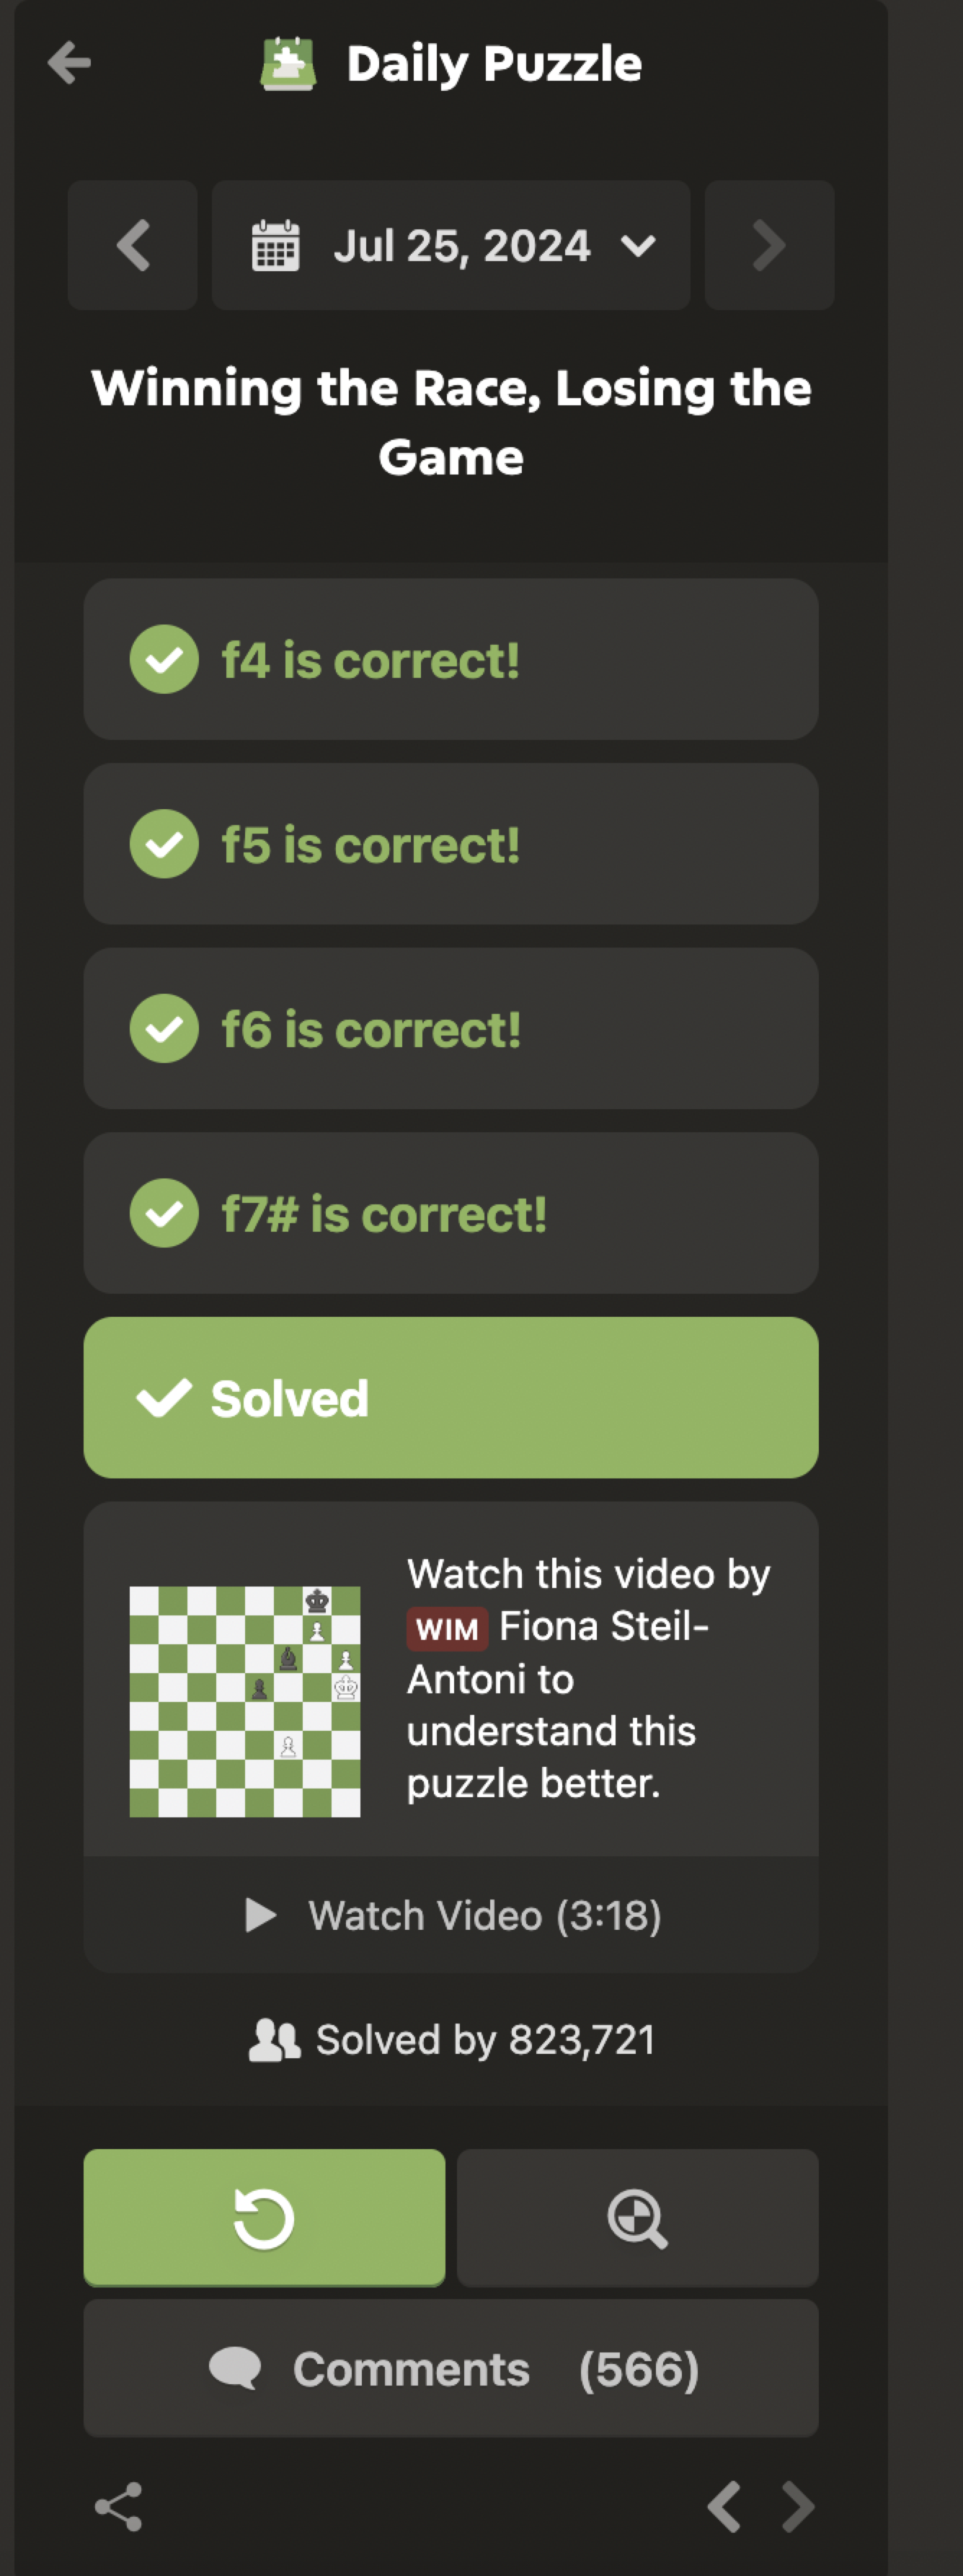 Daily Puzzle
Jul 25, 2024
Winning the Race, Losing the
Game
f4 is correct!
f5 is correct!
f6 is correct!
f7# is correct!
Solved
Watch this video by
WIM Fiona Steil-
Antoni to
understand this
puzzle better.
Watch Video (3:18)
Solved by 823,721
Comments (566)